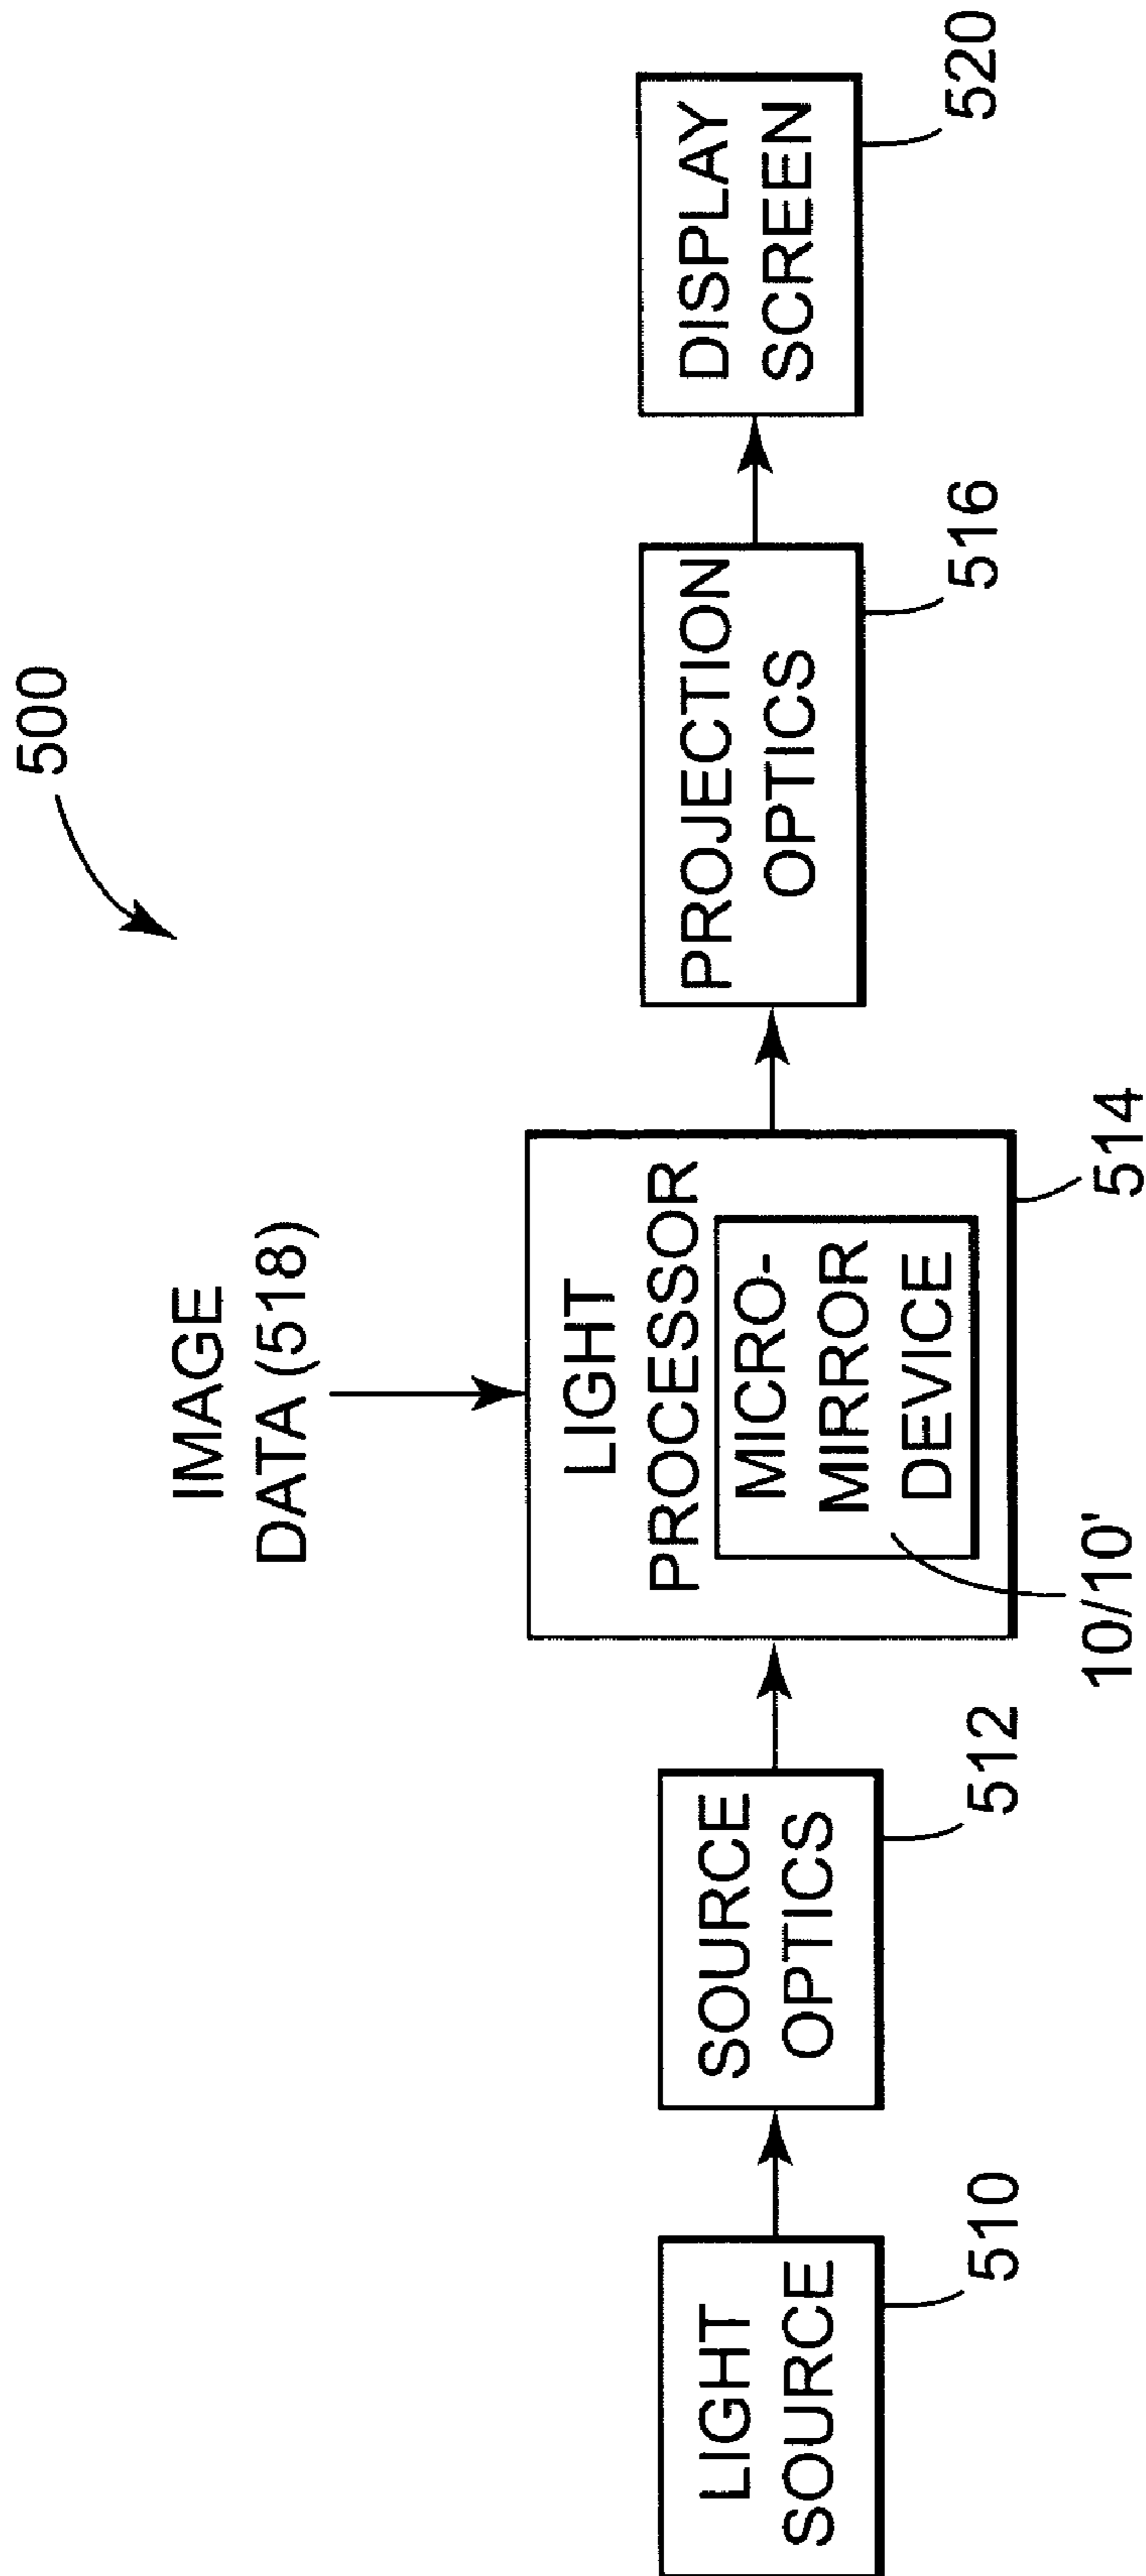 500
IMAGE
DATA (518)
LIGHT
SOURCE
510
SOURCE
OPTICS
512
LIGHT
PROCESSOR
MICRO-
MIRROR
DEVICE
10/10'
514
PROJECTION
OPTICS
516
DISPLAY
SCREEN
520